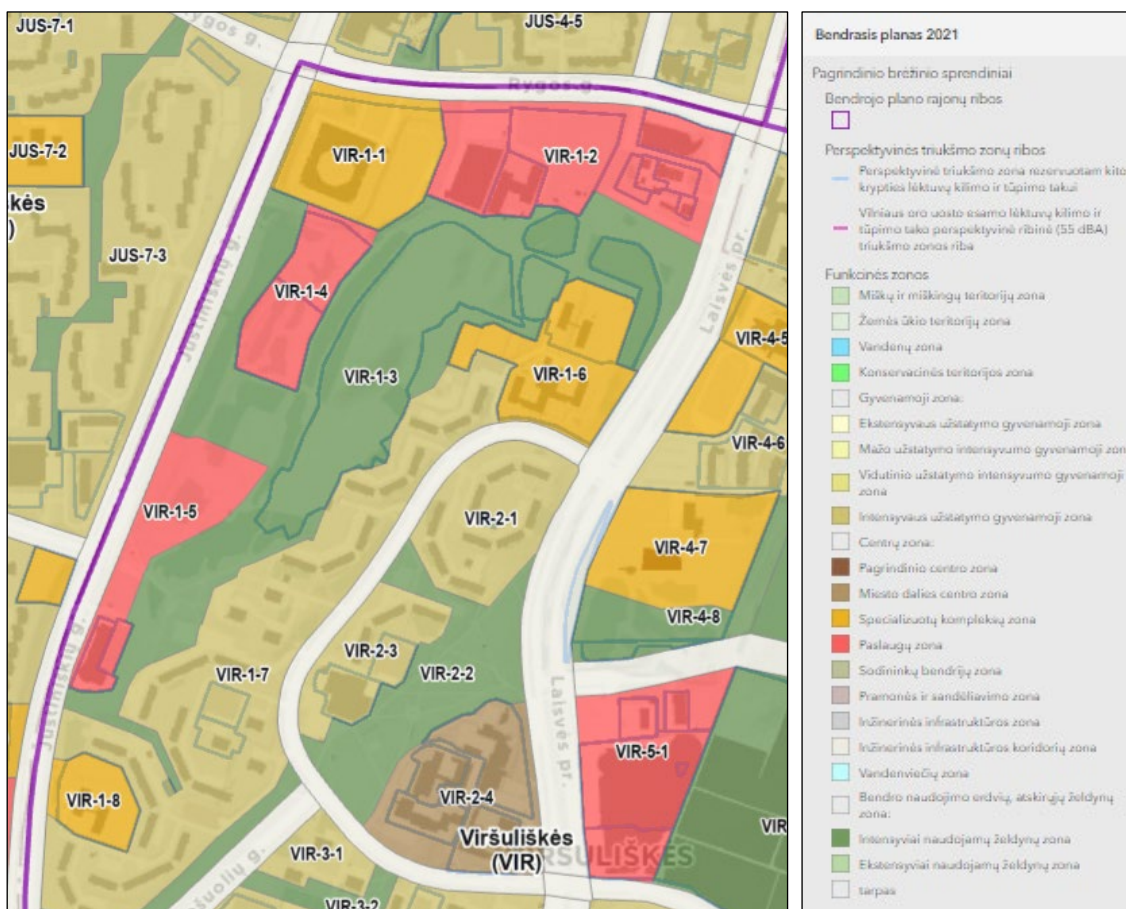 JUS-7-1
Rygos g.
JUS-4-5
Rygos g.
JUS-7-2
VIR-1-1
VIR-1-2
kės
)
JUS-7-3
Justiniškių g.
VIR-1-4
Laisvės pr.
VIR-4-5
VIR-1-3
VIR-1-6
VIR-4-6
VIR-1-5
VIR-2-1
VIR-4-7
VIR-4-8
VIR-2-3
VIR-1-7
VIR-2-2
Justiniškių g.
Laisvės pr.
VIR-5-1
VIR-1-8
VIR-2-4
VIR
Viršuliškės
(VIR)
VIRŠULIŠKĖS
VIR-3-1
šuolių g.
VIR-3-2
Bendrasis planas 2021
Pagrindinio brėžinio sprendiniai
Bendrojo plano rajonų ribos
Perspektyvinės triukšmo zonų ribos
Perspektyvinė triukšmo zona rezervuotam kito
krypties lėktuvų kilimo ir tūpimo takui
Vilniaus oro uosto esamo lėktuvų kilimo ir
tūpimo tako perspektyvinė ribinė (55 dBA)
triukšmo zonos riba
Funkcinės zonos
Miškų ir miškingų teritorijų zona
Žemės ūkio teritorijų zona
Vandenų zona
Konservacinės teritorijos zona
Gyvenamoji zona:
Ekstensyvaus užstatymo gyvenamoji zona
Mažo užstatymo intensyvumo gyvenamoji zon
Vidutinio užstatymo intensyvumo gyvenamoji
zona
Intensyvaus užstatymo gyvenamoji zona
Centrų zona:
Pagrindinio centro zona
Miesto dalies centro zona
Specializuotų kompleksų zona
Paslaugų zona
Sodininkų bendrijų zona
Pramonės ir sandėliavimo zona
Inžinerinės infrastruktūros zona
Inžinerinės infrastruktūros koridorių zona
Vandenviečių zona
Bendro naudojimo erdvių, atskirųjų želdynų
zona:
Intensyviai naudojamų želdynų zona
Ekstensyviai naudojamų želdynų zona
tarpas